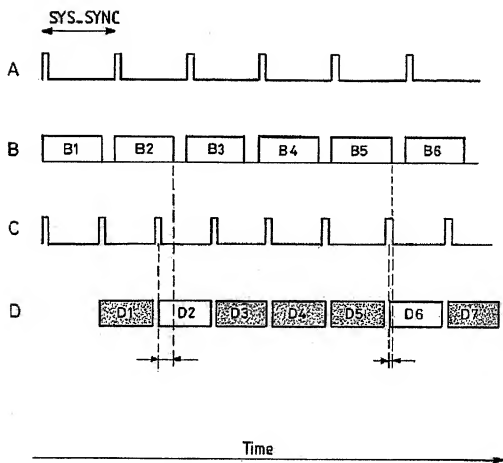 SYS_SYNC
A
B B1 B2 B3 B4 B5 B6
C
D D1 D2 D3 D4 D5 D6 D7
Time